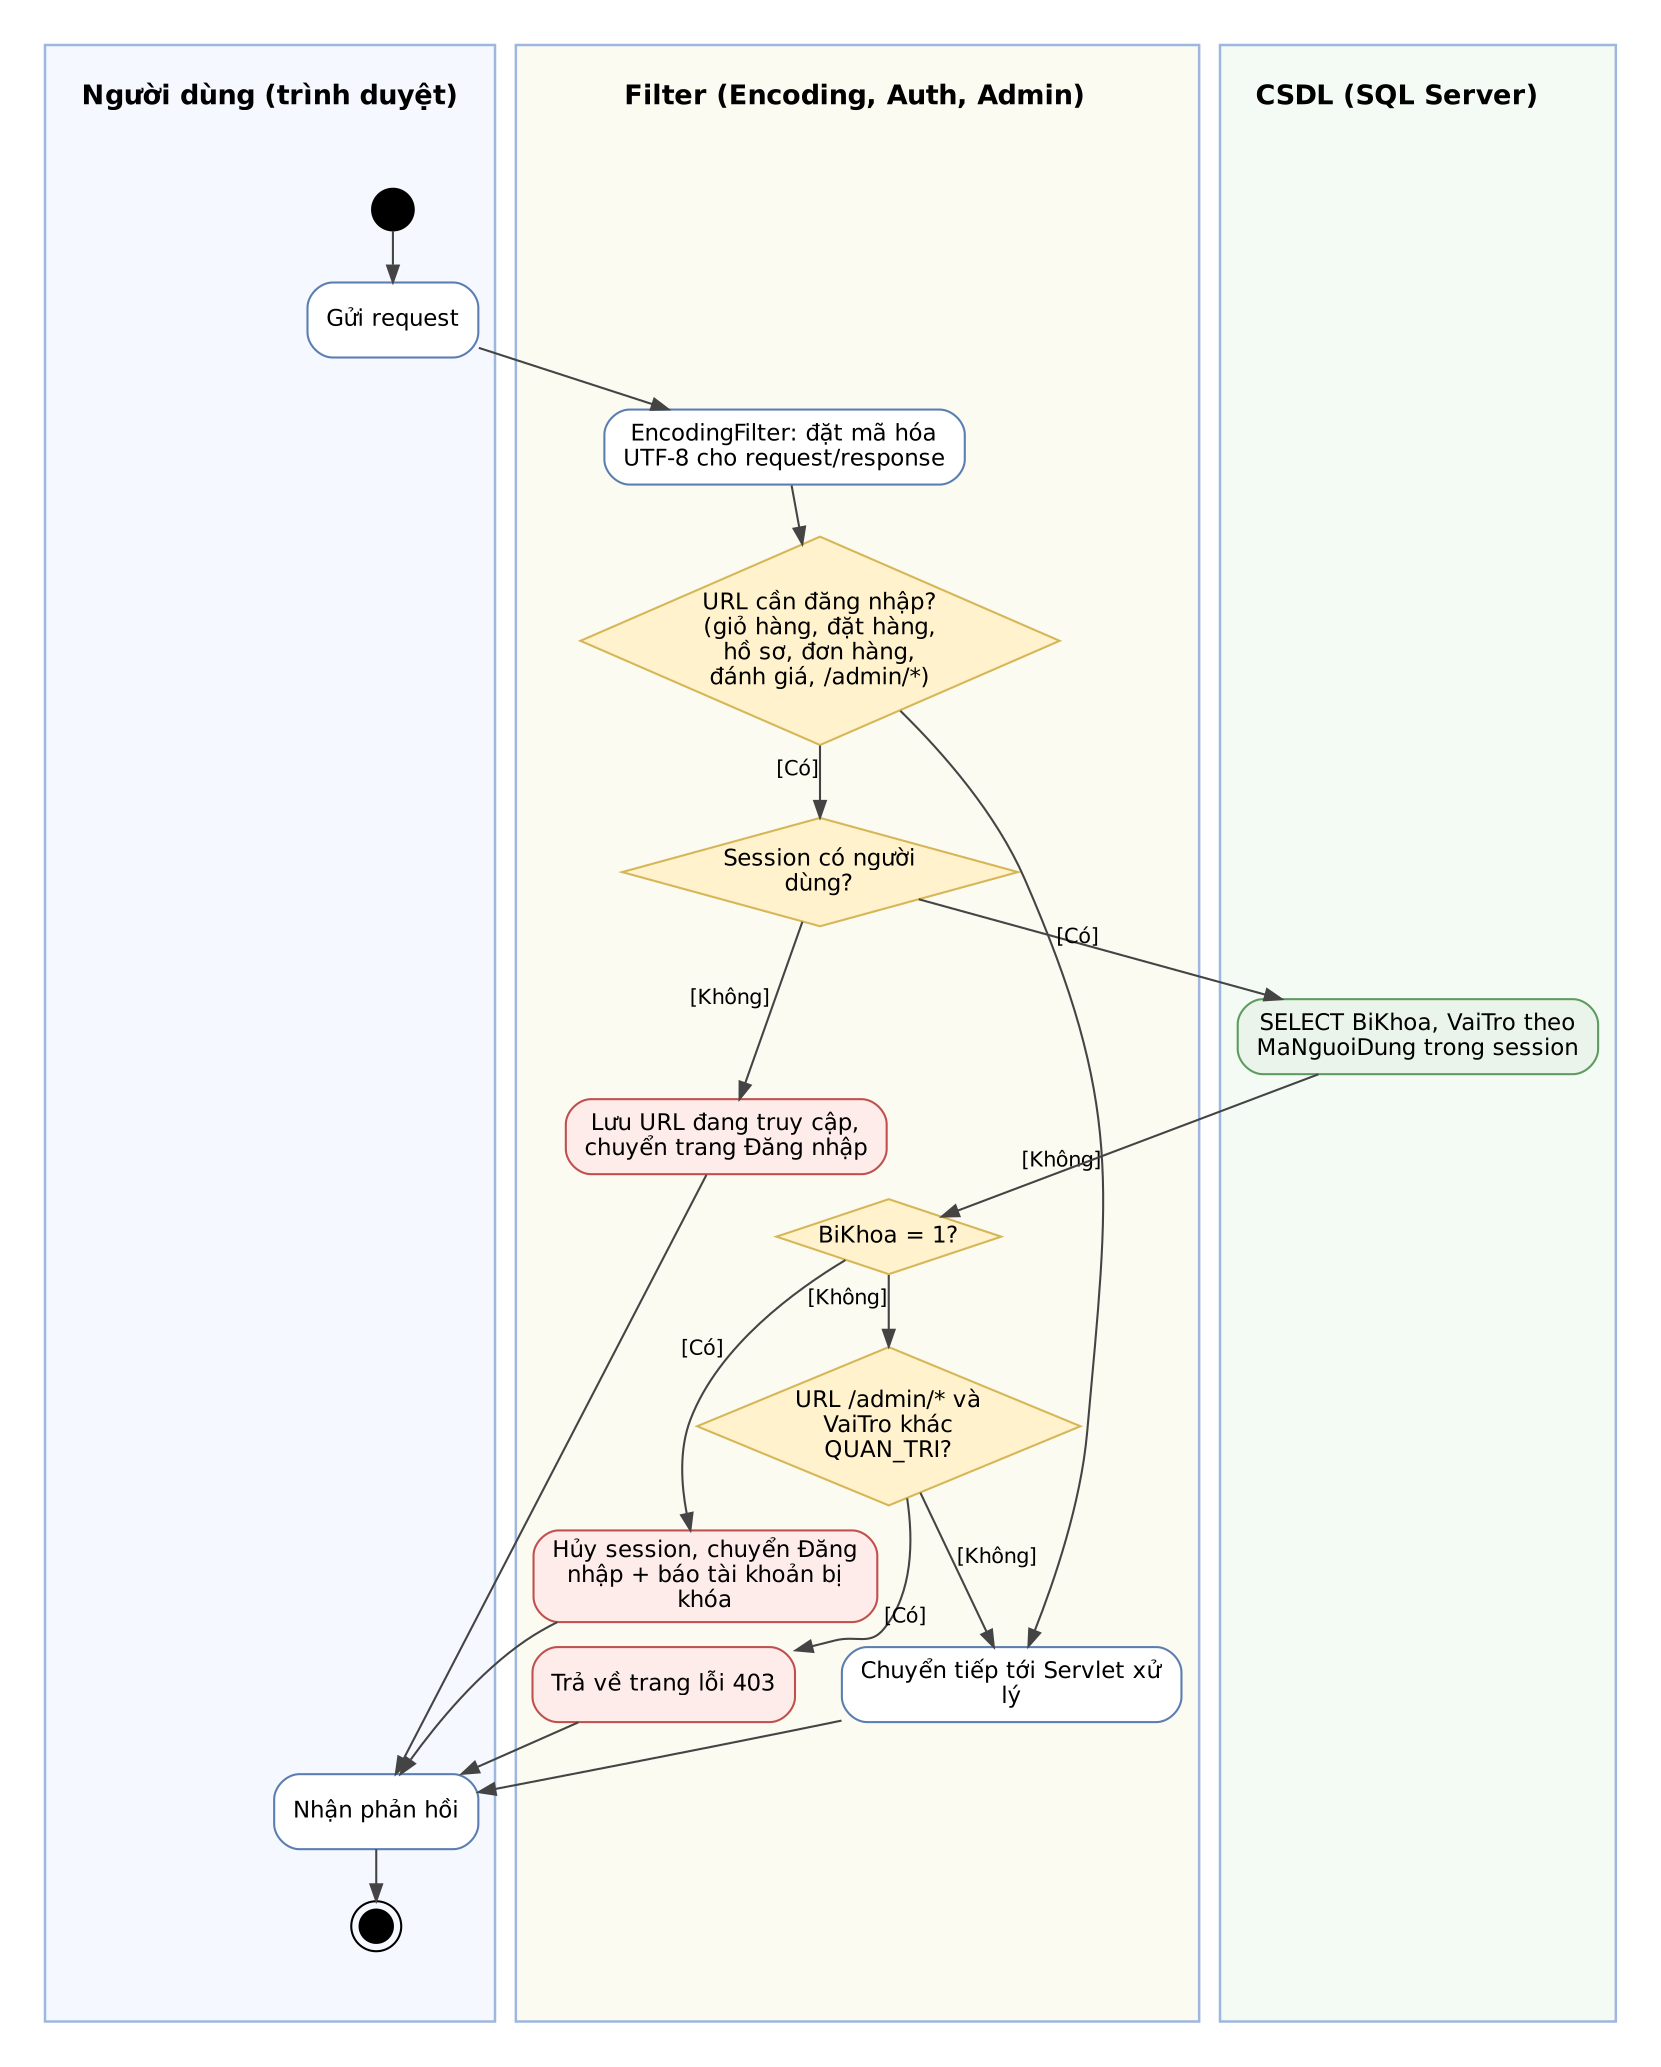 Người dùng (trình duyệt)
Filter (Encoding, Auth, Admin)
CSDL (SQL Server)
Gửi request
EncodingFilter: đặt mã hóa
UTF-8 cho request/response
URL cần đăng nhập?
(giỏ hàng, đặt hàng,
hồ sơ, đơn hàng,
đánh giá, /admin/*)
[Có]
Session có người
dùng?
[Có]
[Không]
SELECT BiKhoa, VaiTro theo
MaNguoiDung trong session
Lưu URL đang truy cập,
chuyển trang Đăng nhập
[Không]
BiKhoa = 1?
[Không]
[Có]
URL /admin/* và
VaiTro khác
QUAN_TRI?
[Không]
Hủy session, chuyển Đăng
nhập + báo tài khoản bị
khóa
[Có]
Trả về trang lỗi 403
Chuyển tiếp tới Servlet xử
lý
Nhận phản hồi